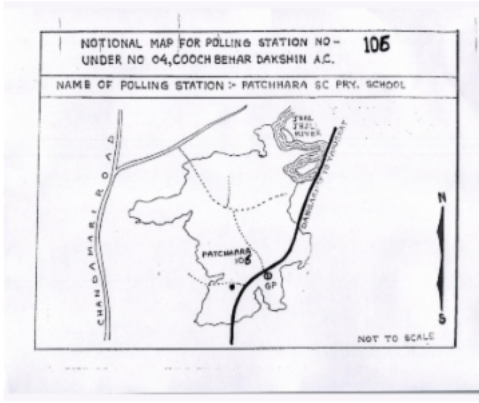 NOTIONAL MAP FOR POLLING STATION NO- 106
UNDER NO 04, COOCH BEHAR DAKSHIN A.C.
NAME OF POLLING STATION :- PATCHHARA SC PRY. SCHOOL
RIVER
CHANDAMARI ROAD
N
PATCHHARA
106
GP
S
NOT TO SCALE